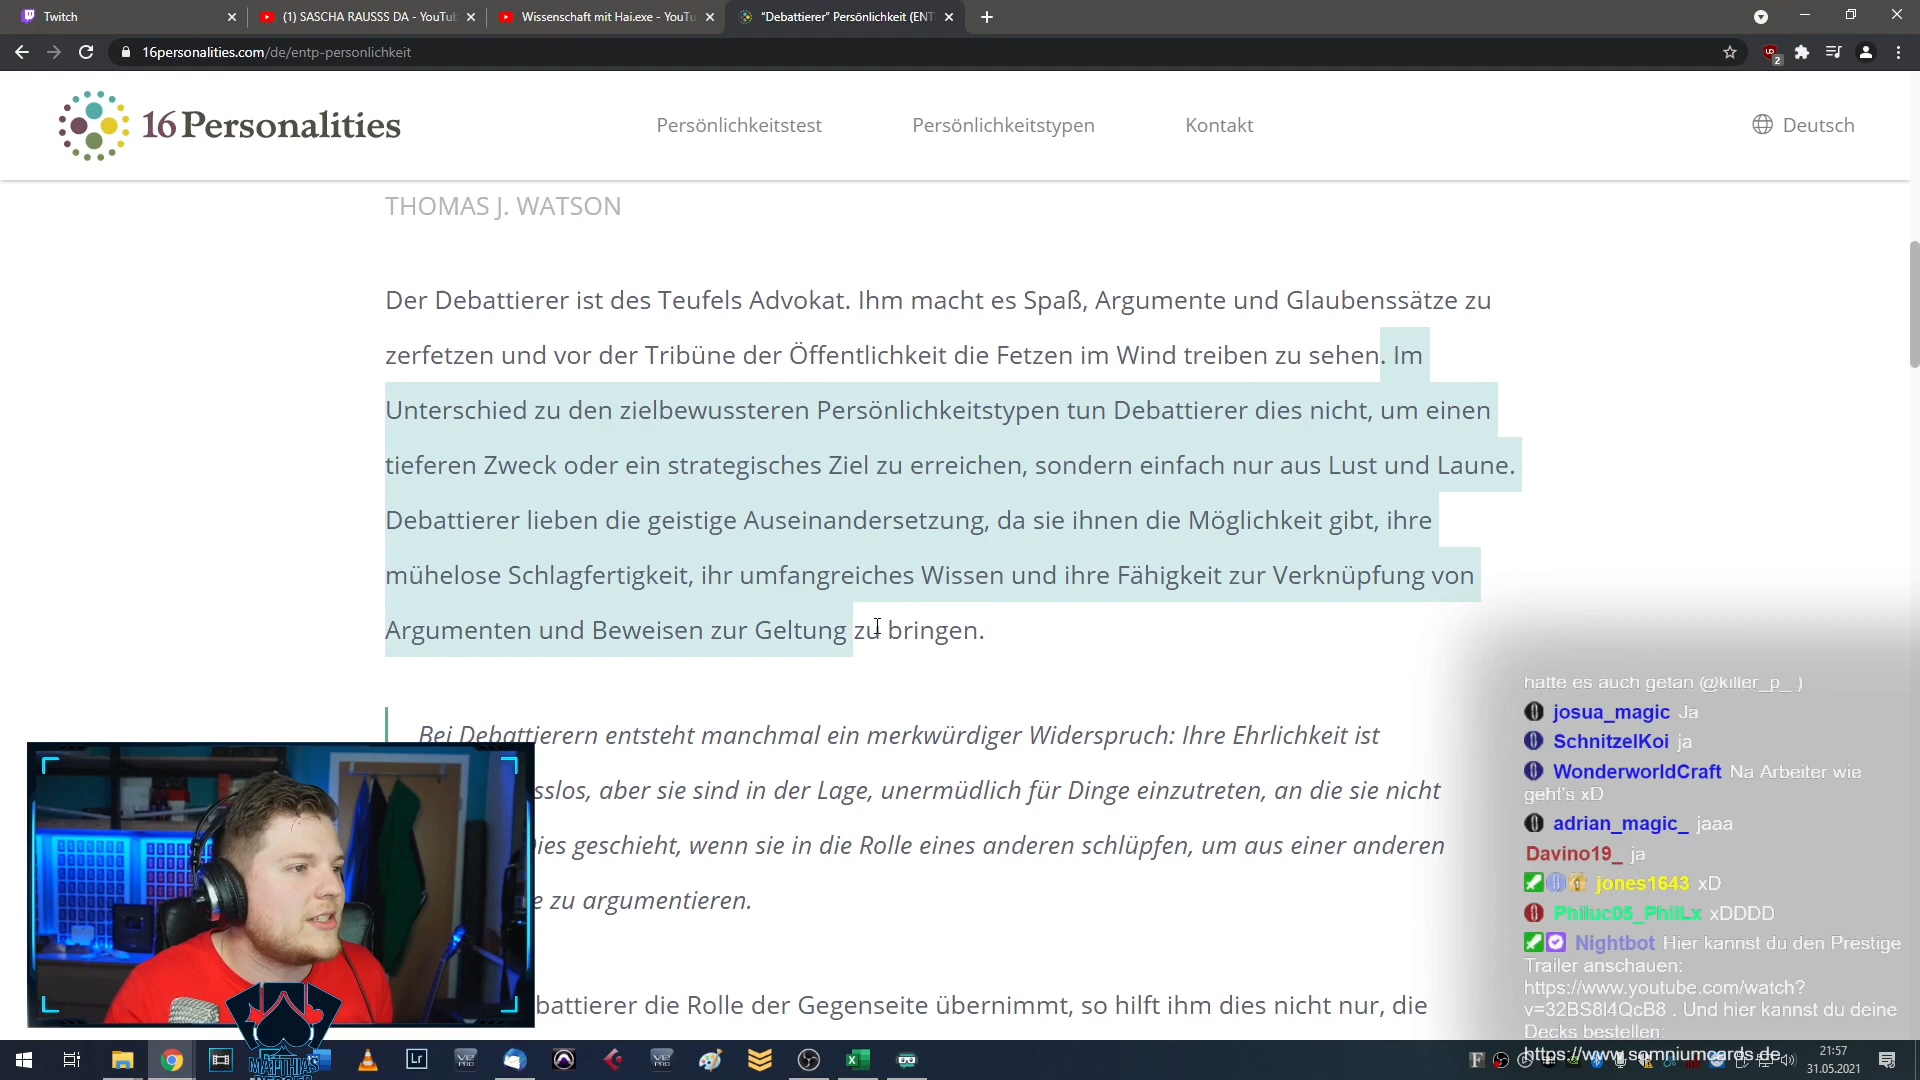 Twitch
(1) SASCHA RAUSSS DA - YouTub
Wissenschaft mit Hai.exe - YouTu
"Debattierer" Persönlichkeit (ENT
16personalities.com/de/entp-personlichkeit
2
16Personalities
Persönlichkeitstest
Persönlichkeitstypen
Kontakt
Deutsch
THOMAS J. WATSON
Der Debattierer ist des Teufels Advokat. Ihm macht es Spaß, Argumente und Glaubenssätze zu
zerfetzen und vor der Tribüne der Öffentlichkeit die Fetzen im Wind treiben zu sehen. Im
Unterschied zu den zielbewussteren Persönlichkeitstypen tun Debattierer dies nicht, um einen
tieferen Zweck oder ein strategisches Ziel zu erreichen, sondern einfach nur aus Lust und Laune.
Debattierer lieben die geistige Auseinandersetzung, da sie ihnen die Möglichkeit gibt, ihre
mühelose Schlagfertigkeit, ihr umfangreiches Wissen und ihre Fähigkeit zur Verknüpfung von
Argumenten und Beweisen zur Geltung zu bringen.
Bei Debattierern entsteht manchmal ein merkwürdiger Widerspruch: Ihre Ehrlichkeit ist
sslos, aber sie sind in der Lage, unermüdlich für Dinge einzutreten, an die sie nicht
ies geschieht, wenn sie in die Rolle eines anderen schlüpfen, um aus einer anderen
e zu argumentieren.
battierer die Rolle der Gegenseite übernimmt, so hilft ihm dies nicht nur, die
hatte es auch getan (@killer_p_ )
josua_magic Ja
SchnitzelKoi ja
WonderworldCraft Na Arbeiter wie
geht's xD
adrian_magic_ jaaa
Davino19_ ja
jones1643 xD
Philuc05_PhilLx xDDDD
Nightbot Hier kannst du den Prestige
Trailer anschauen:
https://www.youtube.com/watch?
v=32BS8l4QcB8 . Und hier kannst du deine
Decks bestellen:
https://www.somniumcards.de
MATTHIAS
Lr
21:57
31.05.2021